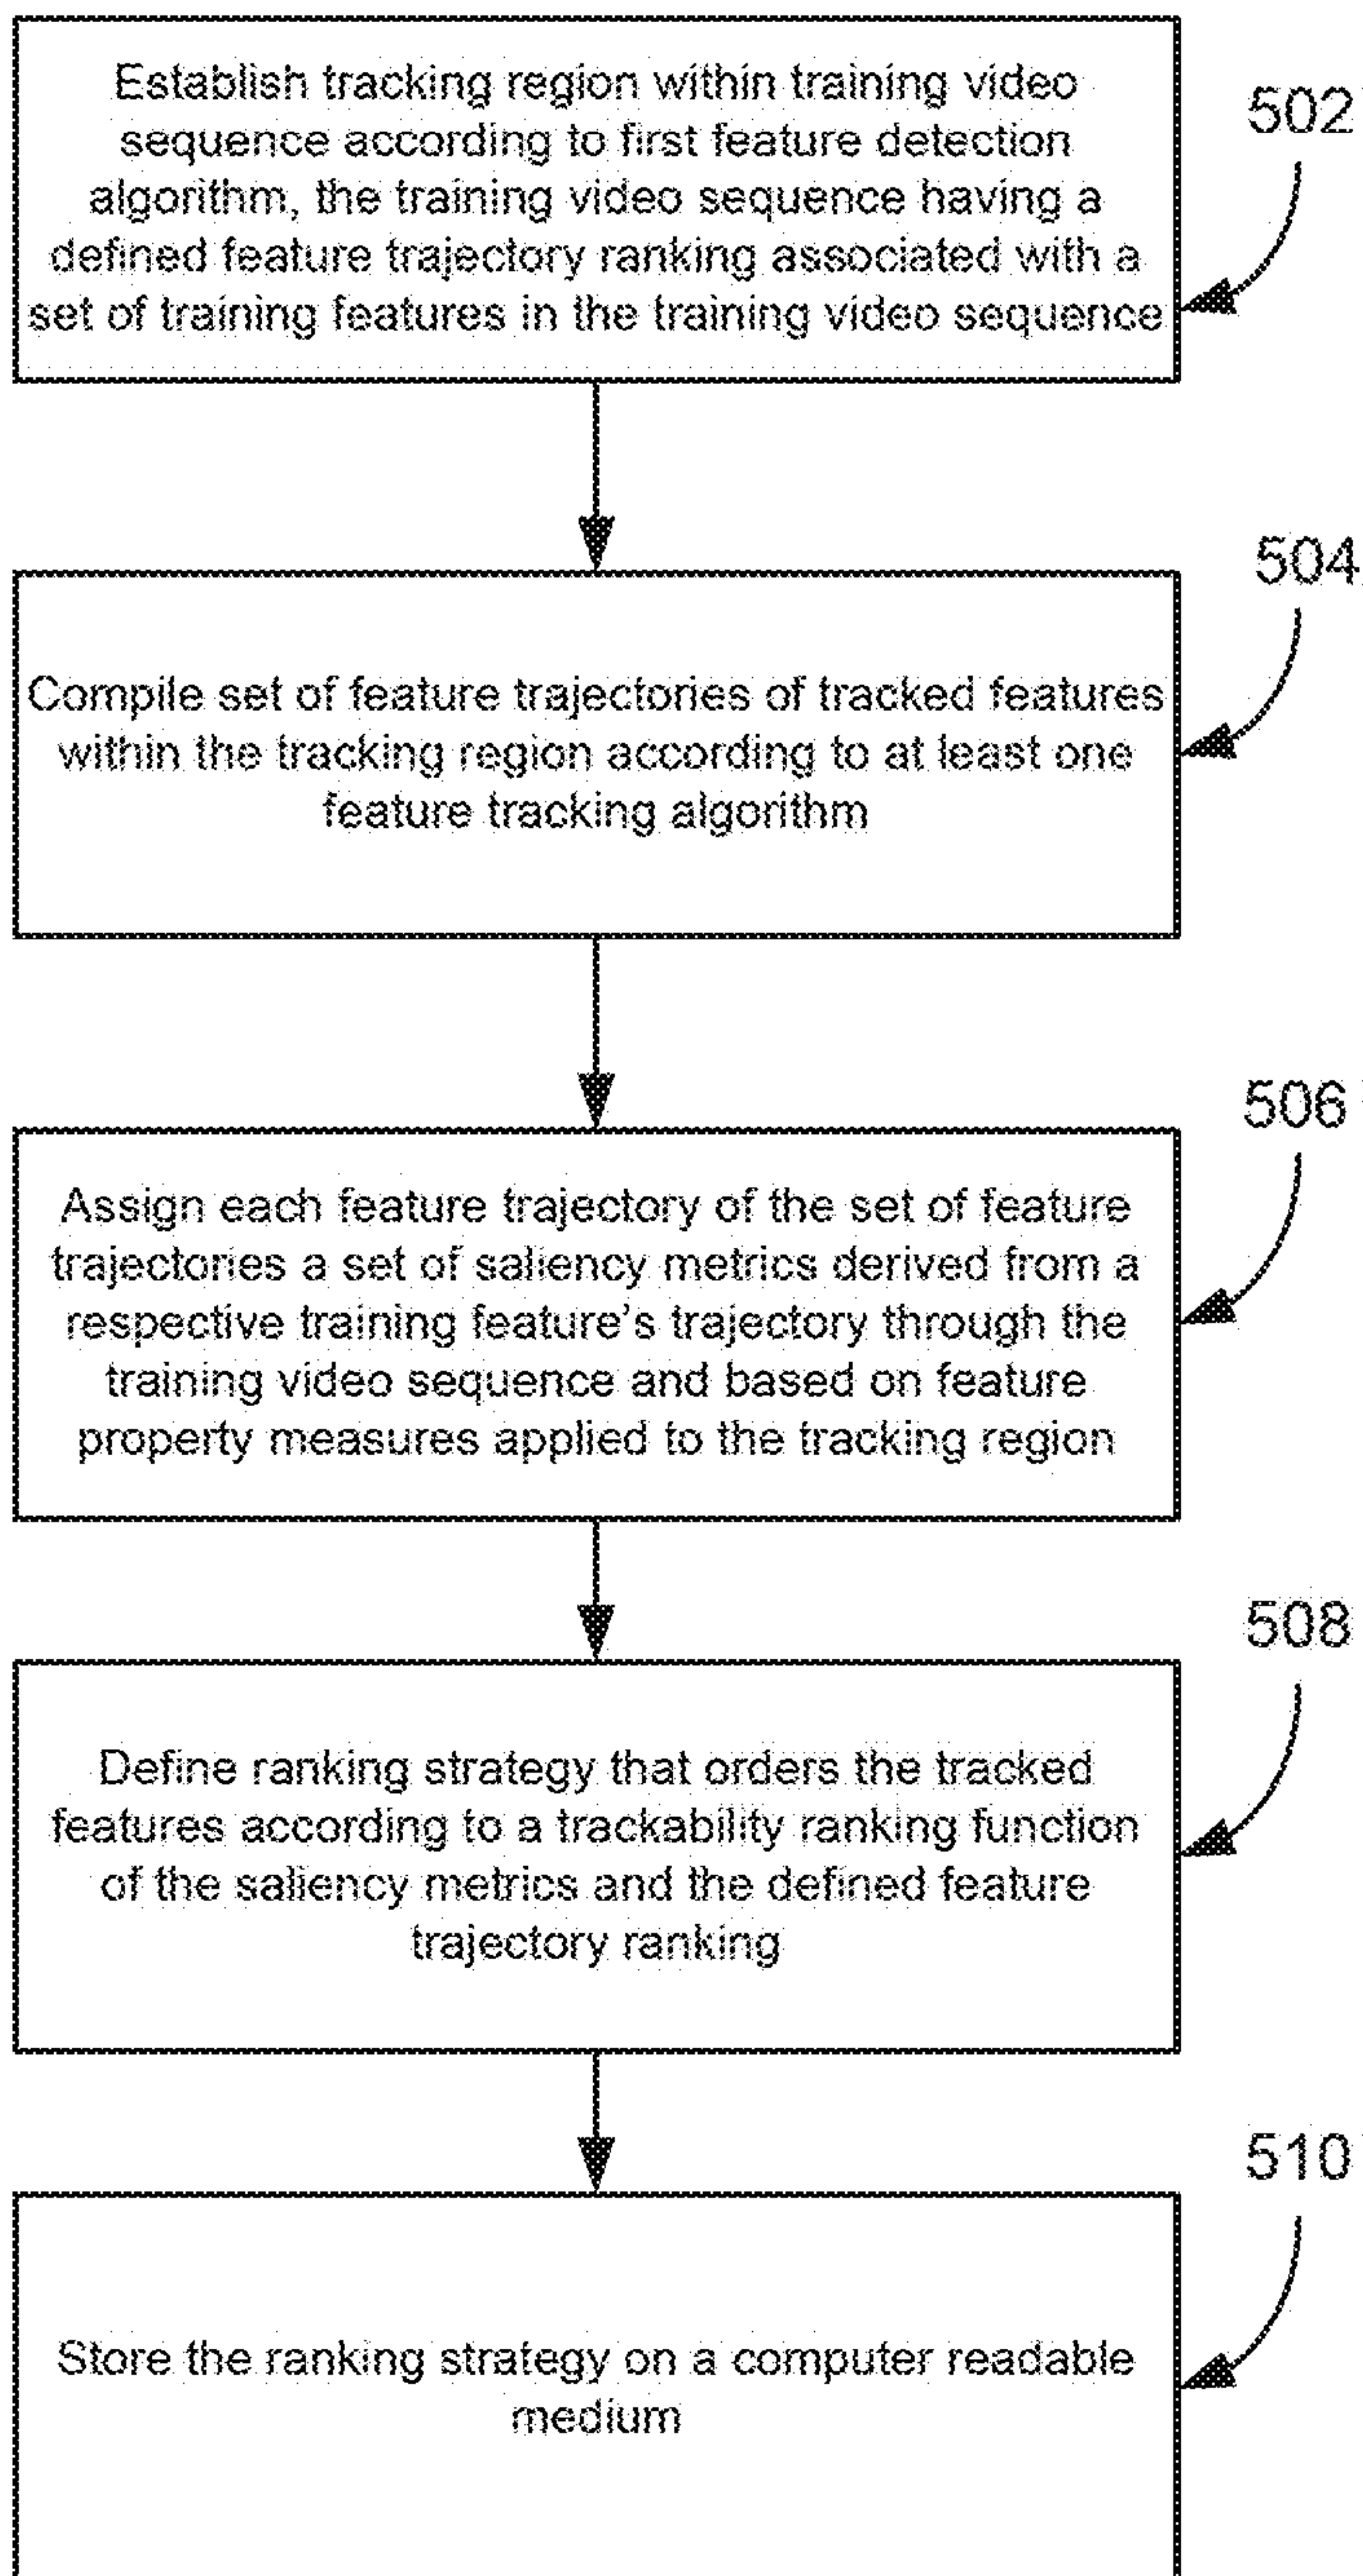 Establish tracking region within training video
sequence according to first feature detection
algorithm, the training video sequence having a
defined feature trajectory ranking associated with a
set of training features in the training video sequence
502
Compile set of feature trajectories of tracked features
within the tracking region according to at least one
feature tracking algorithm
504
Assign each feature trajectory of the set of feature
trajectories a set of saliency metrics derived from a
respective training feature's trajectory through the
training video sequence and based on feature
property measures applied to the tracking region
506
Define ranking strategy that orders the tracked
features according to a trackability ranking function
of the saliency metrics and the defined feature
trajectory ranking
508
Store the ranking strategy on a computer readable
medium
510